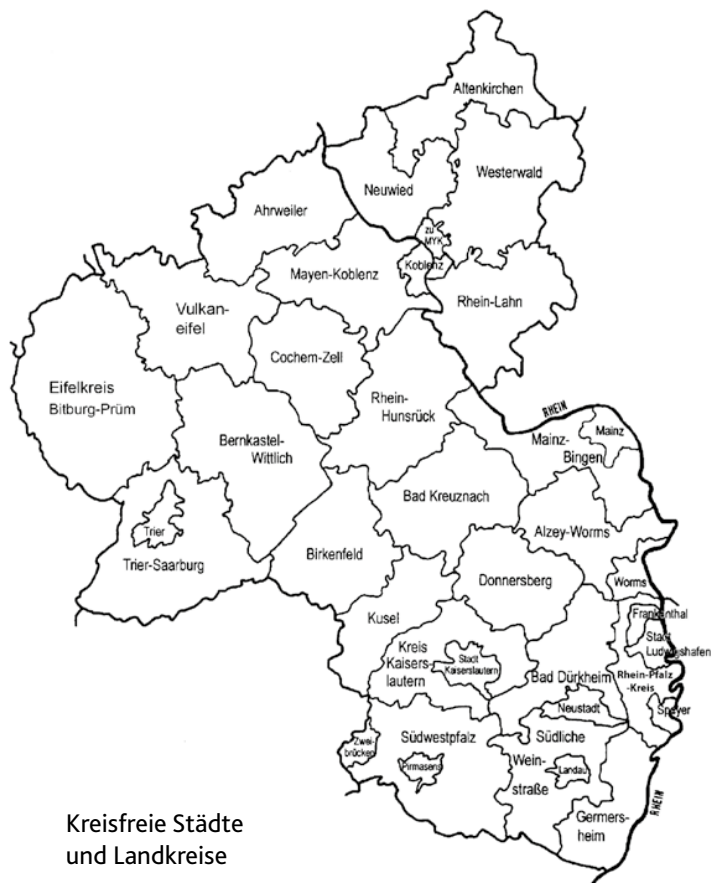 Altenkirchen
Westerwald
Neuwied
Ahrweiler
zu
MYK
Koblenz
Mayen-Koblenz
Rhein-Lahn
Vulkan-
eifel
Cochem-Zell
Eifelkreis
Bitburg-Prüm
Rhein-
Hunsrück
RHEIN
Mainz
Mainz-
Bingen
Bernkastel-
Wittlich
Bad Kreuznach
Trier
Trier-Saarburg
Birkenfeld
Alzey-Worms
Donnersberg
Worms
Kusel
Frankenthal
Stadt
Ludwigshafen
Kreis
Kaisers-
lautern
Stadt
Kaiserslautern
Bad Dürkheim
Rhein-Pfalz
-Kreis
Neustadt
Speyer
Zwei-
brücken
Südwestpfalz
Pirmasens
Südliche
Wein-
straße
Landau
Germers-
heim
RHEIN
Kreisfreie Städte
und Landkreise